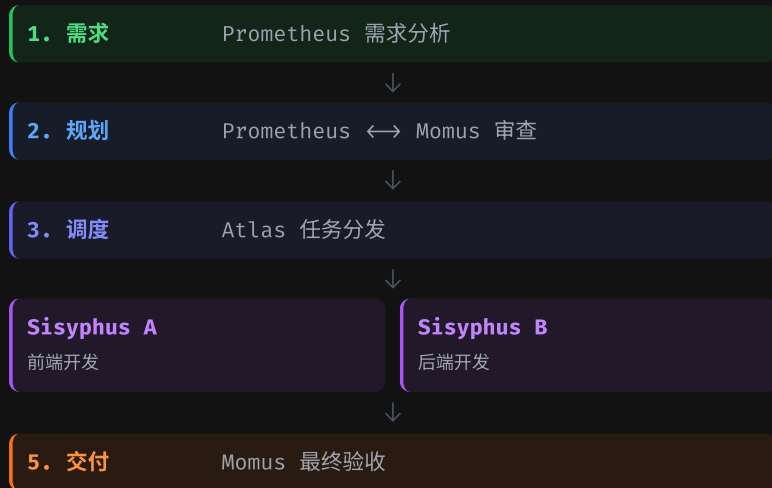 1. 需求 Prometheus 需求分析
↓
2. 规划 Prometheus <-> Momus 审查
↓
3. 调度 Atlas 任务分发
↓
Sisyphus A Sisyphus B
前端开发 后端开发
↓
5. 交付 Momus 最终验收